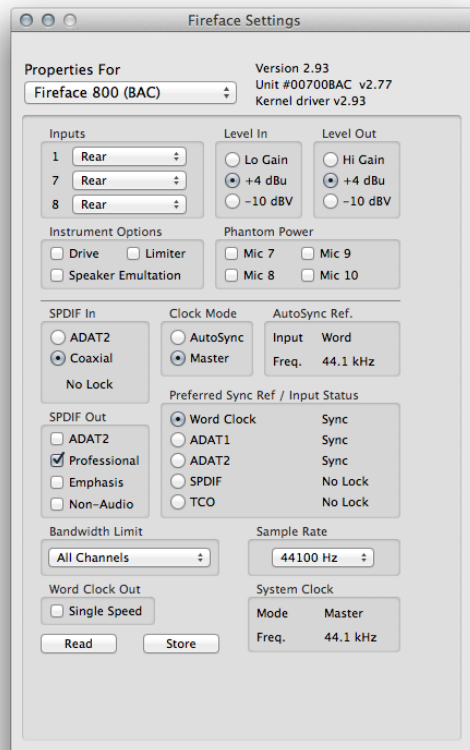 Fireface Settings
Properties For
Fireface 800 (BAC)
Version 2.93
Unit #00700BAC v2.77
Kernel driver v2.93
Inputs
1 Rear
7 Rear
8 Rear
Level In
Lo Gain
+4 dBu
-10 dBV
Level Out
Hi Gain
+4 dBu
-10 dBV
Instrument Options
Drive Limiter
Speaker Emultation
Phantom Power
Mic 7 Mic 9
Mic 8 Mic 10
SPDIF In
ADAT2
Coaxial
No Lock
Clock Mode
AutoSync
Master
AutoSync Ref.
Input Word
Freq. 44.1 kHz
SPDIF Out
ADAT2
Professional
Emphasis
Non-Audio
Preferred Sync Ref / Input Status
Word Clock Sync
ADAT1 Sync
ADAT2 Sync
SPDIF No Lock
TCO No Lock
Bandwidth Limit
All Channels
Sample Rate
44100 Hz
Word Clock Out
Single Speed
System Clock
Mode Master
Freq. 44.1 kHz
Read Store